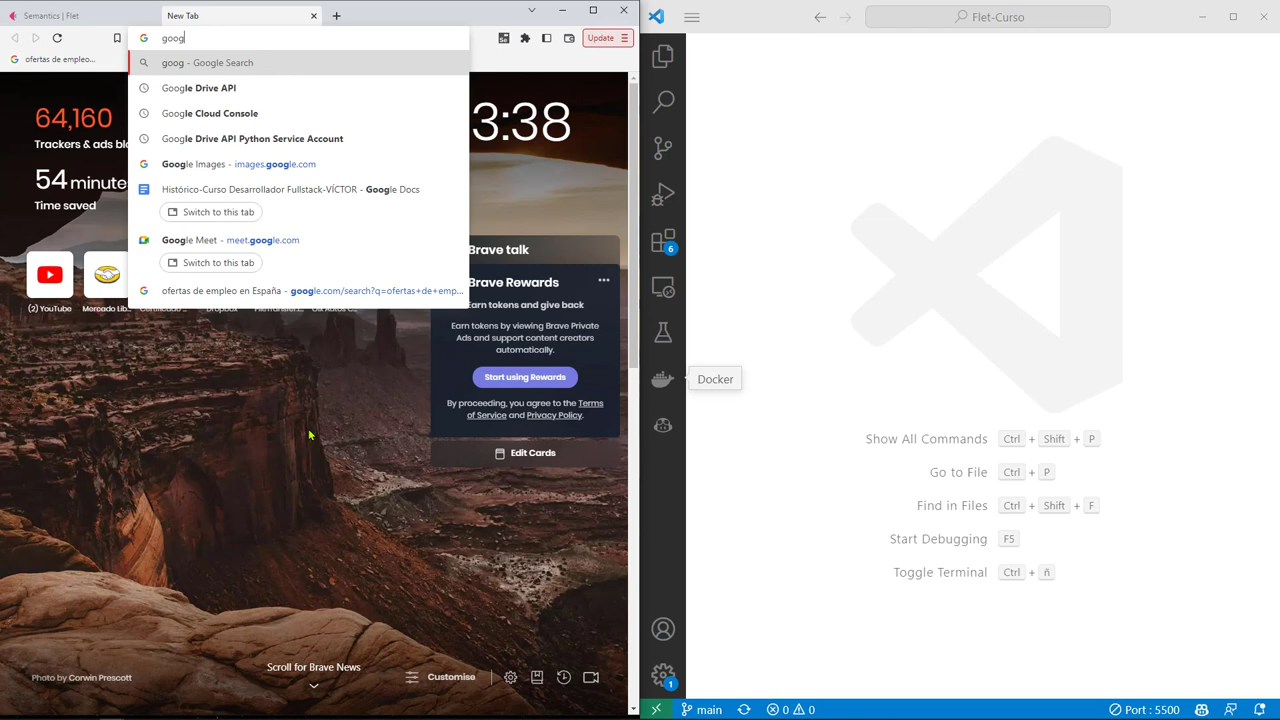 Semantics | Flet
New Tab
goog
Update
ofertas de empleo...
goog - Google Search
Google Drive API
Google Cloud Console
Google Drive API Python Service Account
Google Images - images.google.com
Histórico-Curso Desarrollador Fullstack-VÍCTOR - Google Docs
Switch to this tab
Google Meet - meet.google.com
Switch to this tab
ofertas de empleo en España - google.com/search?q=ofertas+de+emp...
64,160
Trackers & ads blo
54 minute
Time saved
3:38
(2) YouTube
Mercado Lib...
Dropbox
Brave talk
Brave Rewards
Earn tokens and give back
Earn tokens by viewing Brave Private
Ads and support content creators
automatically.
Start using Rewards
By proceeding, you agree to the Terms
of Service and Privacy Policy.
Edit Cards
Scroll for Brave News
Photo by Corwin Prescott
Customise
Flet-Curso
6
Docker
Show All Commands Ctrl + Shift + P
Go to File Ctrl + P
Find in Files Ctrl + Shift + F
Start Debugging F5
Toggle Terminal Ctrl + ñ
1
main
0 0
Port : 5500